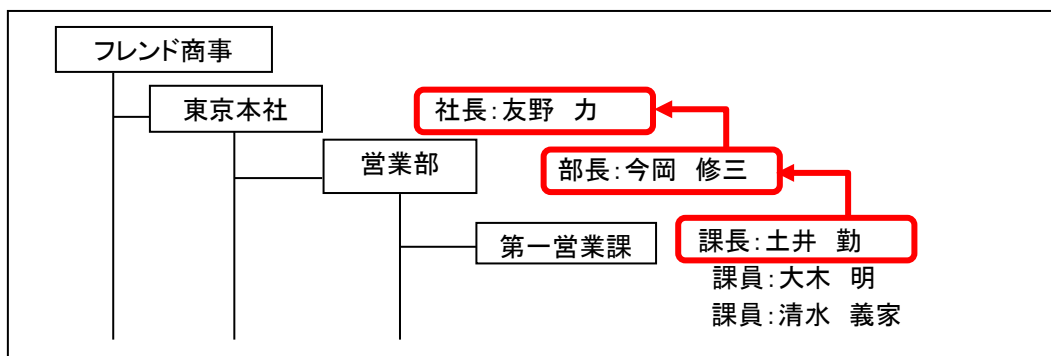 フレンド商事
東京本社
社長:友野 力
営業部
部長:今岡 修三
第一営業課
課長:土井 勤
課員:大木 明
課員:清水 義家